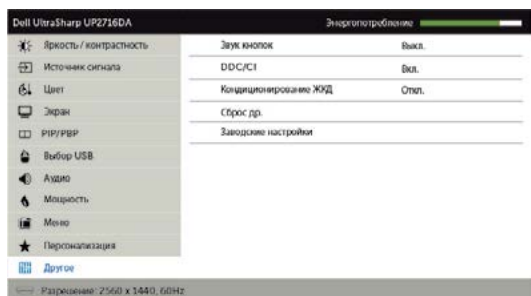 Dell UltraSharp UP2716DA Энергопотребление
Яркость / контрастность Звук кнопок Выкл.
Источник сигнала DDC/CI Вкл.
Цвет Кондиционирование ЖКД Откл.
Экран Сброс др.
PIP/PBP Заводские настройки
Выбор USB
Аудио
Мощность
Меню
Персонализация
Другое
Разрешение: 2560 x 1440, 60Hz